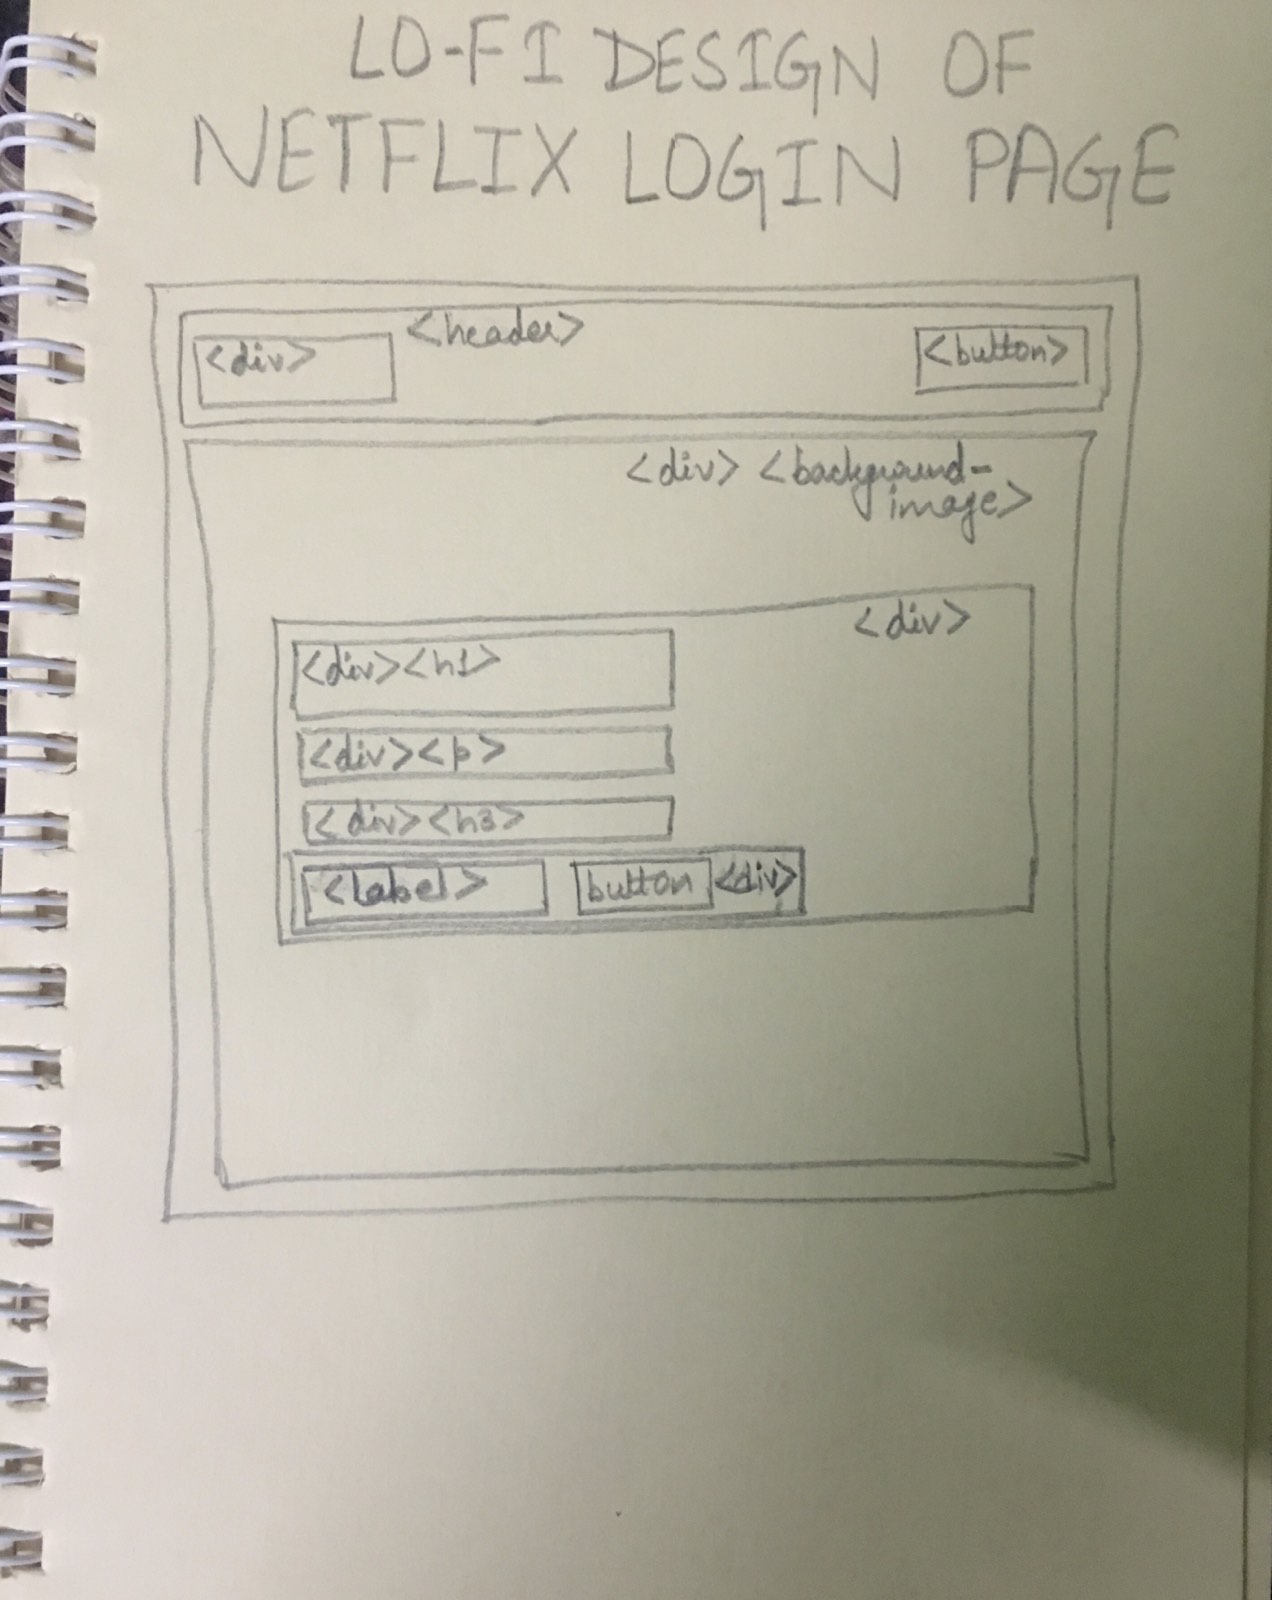 LO-FI DESIGN OF
NETFLIX LOGIN PAGE
<header>
<div>
<button>
<div> <background-
image>
<div>
<div><h1>
<div><p>
<div><h3>
<label> button <div>